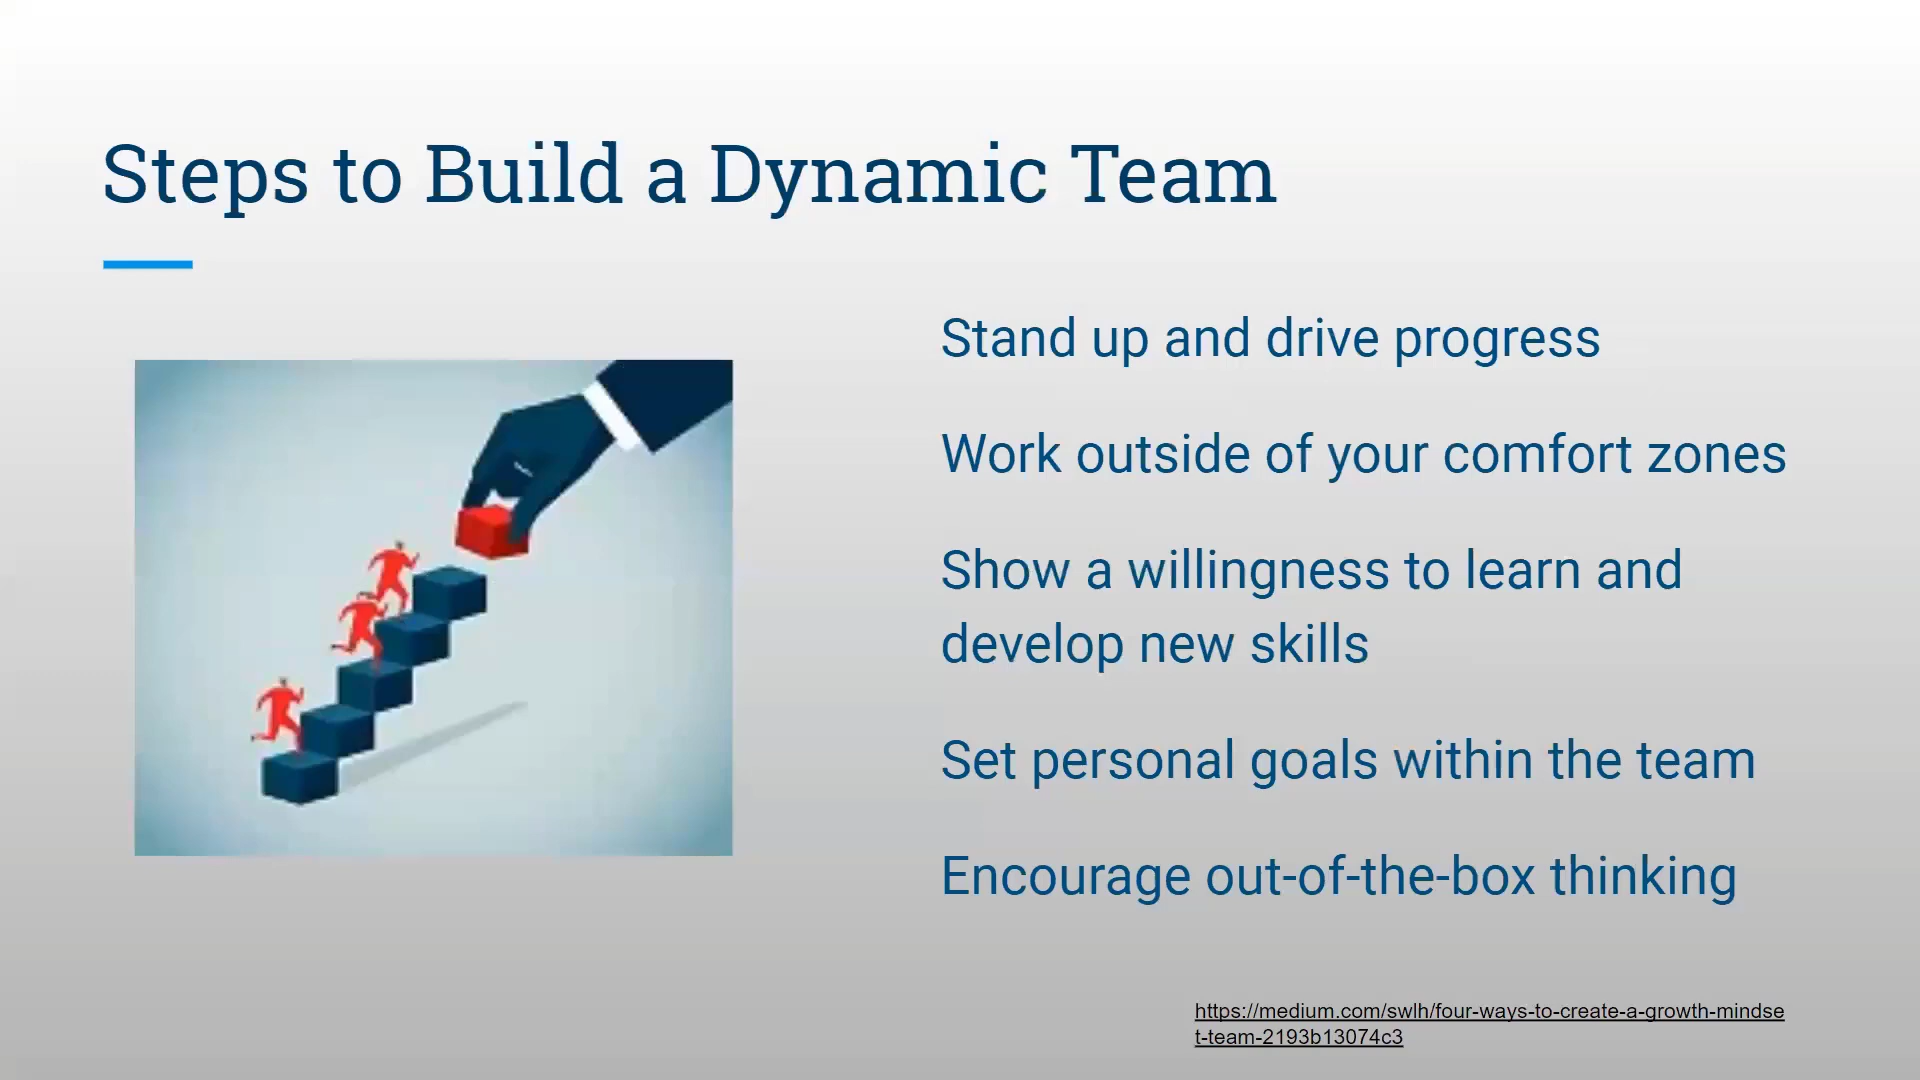 Steps to Build a Dynamic Team
Stand up and drive progress
Work outside of your comfort zones
Show a willingness to learn and
develop new skills
Set personal goals within the team
Encourage out-of-the-box thinking
https://medium.com/swlh/four-ways-to-create-a-growth-mindse
t-team-2193b13074c3